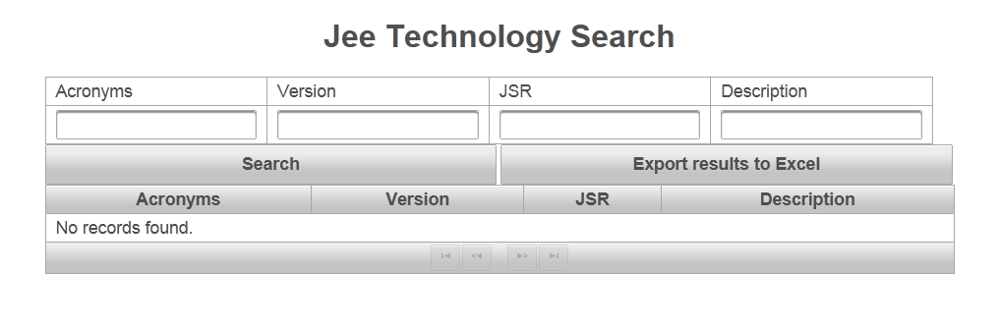 Jee Technology Search
Acronyms Version JSR Description
Search Export results to Excel
Acronyms Version JSR Description
No records found.